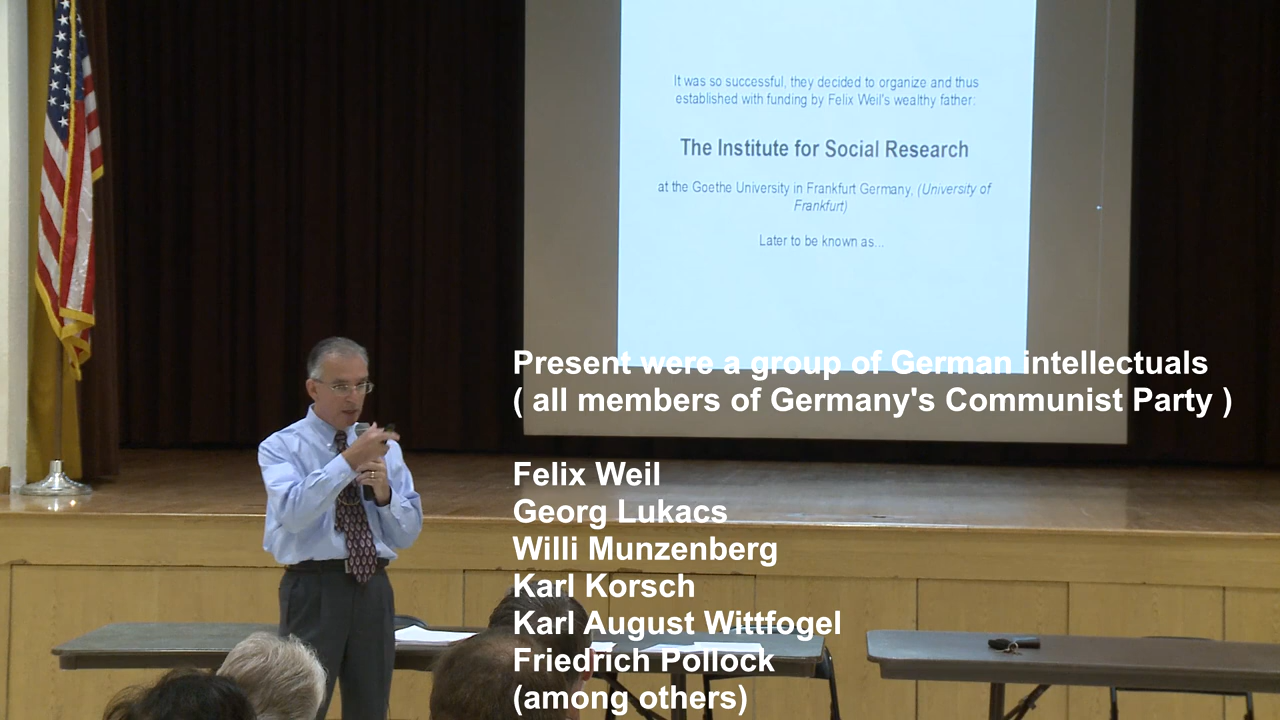 It was so successful, they decided to organize and thus
established with funding by Felix Weil's wealthy father:
The Institute for Social Research
at the Goethe University in Frankfurt Germany, (University of
Frankfurt)
Later to be known as...
Present were a group of German intellectuals
( all members of Germany's Communist Party )
Felix Weil
Georg Lukacs
Willi Munzenberg
Karl Korsch
Karl August Wittfogel
Friedrich Pollock
(among others)